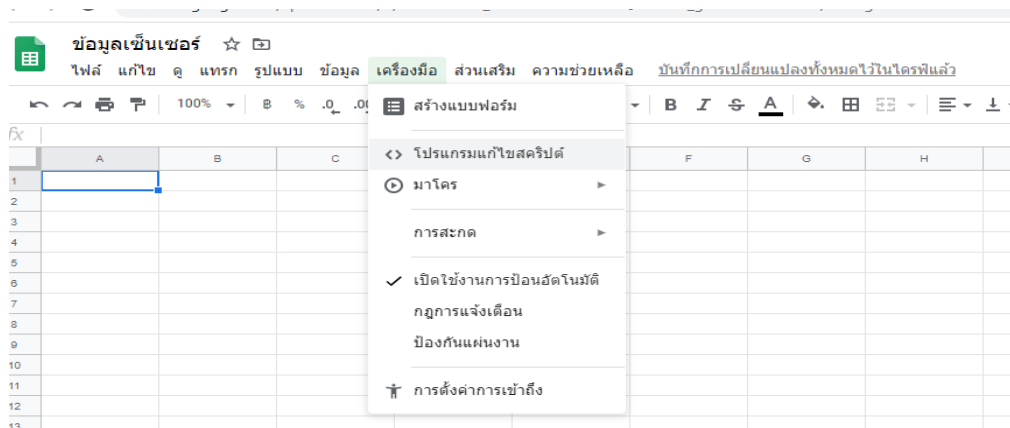 ข้อมูลเซ็นเซอร์
ไฟล์ แก้ไข ดู แทรก รูปแบบ ข้อมูล เครื่องมือ ส่วนเสริม ความช่วยเหลือ บันทึกการเปลี่ยนแปลงทั้งหมดไว้ในไดรฟ์แล้ว
100% ฿ % .0 .00 B I S A
fx
A B C F G H
สร้างแบบฟอร์ม
โปรแกรมแก้ไขสคริปต์
มาโคร
การสะกด
เปิดใช้งานการป้อนอัตโนมัติ
กฎการแจ้งเตือน
ป้องกันแผ่นงาน
การตั้งค่าการเข้าถึง
1
2
3
4
5
6
7
8
9
10
11
12
13